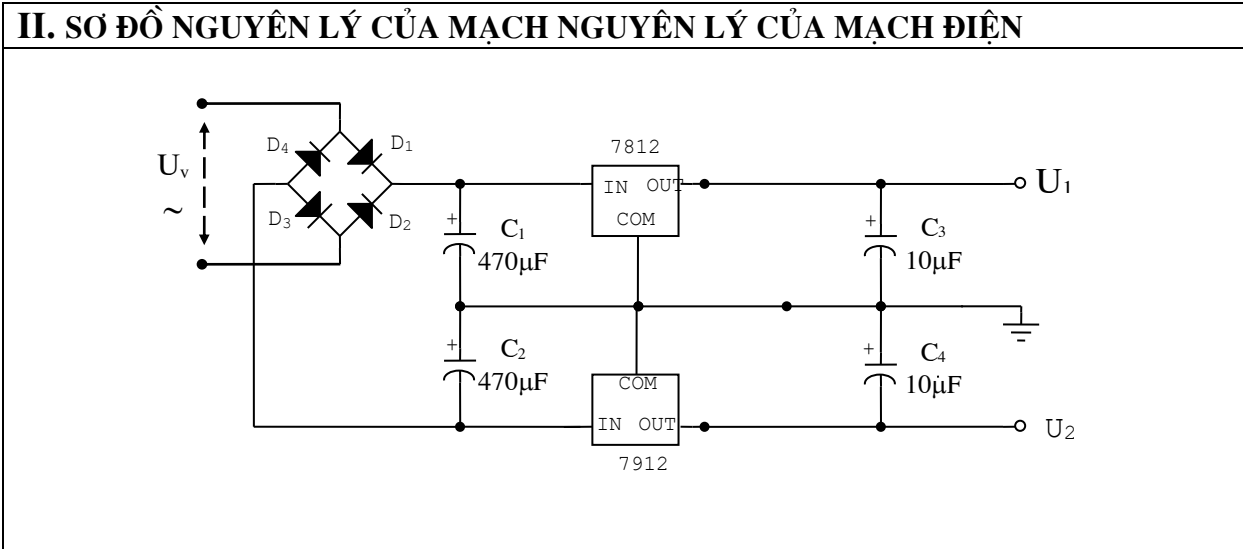 II. SƠ ĐỒ NGUYÊN LÝ CỦA MẠCH NGUYÊN LÝ CỦA MẠCH ĐIỆN
D4
D1
7812
Uv
IN OUT
U1
~
D3
D2
+
C1
COM
+
C3
470μF
10μF
+
C2
+
C4
470μF
COM
10μF
IN OUT
U2
7912